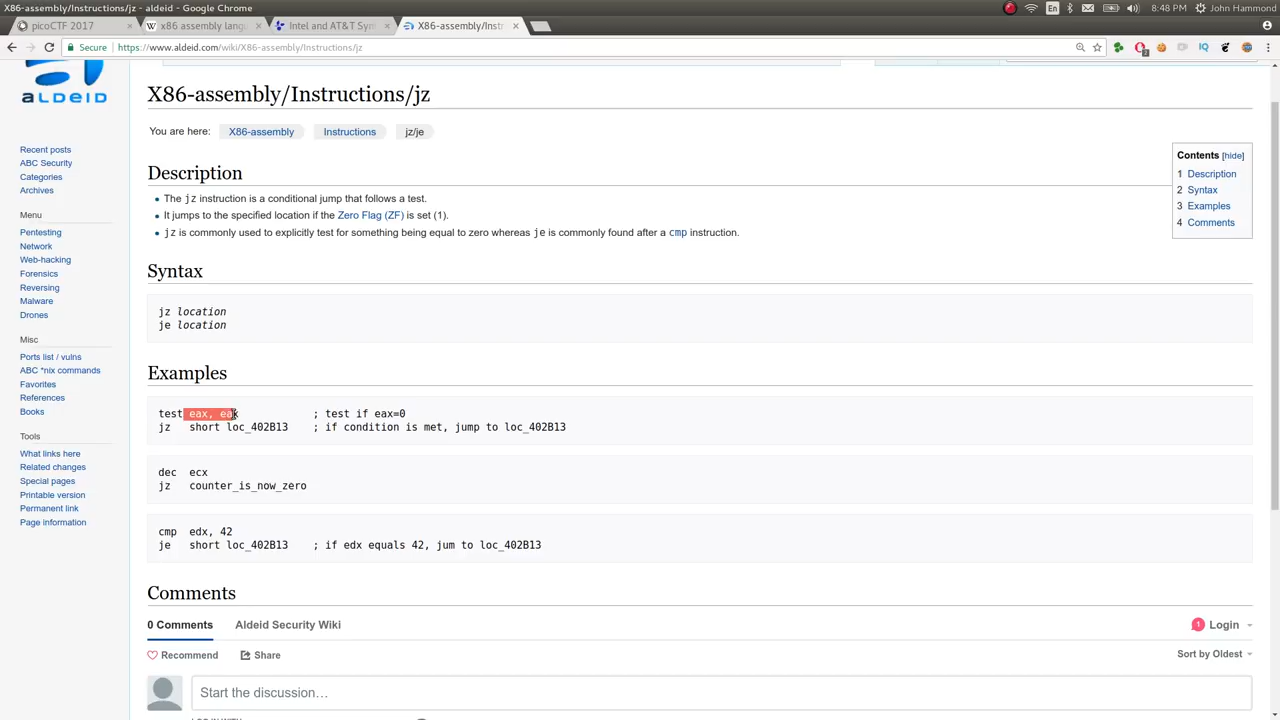 X86-assembly/Instructions/jz - aldeid - Google Chrome
En
8:48 PM
John Hammond
picoCTF 2017
x86 assembly langu
Intel and AT&T Syn
X86-assembly/Instr
Secure
https://www.aldeid.com/wiki/X86-assembly/Instructions/jz
IQ
2
aldeid
X86-assembly/Instructions/jz
You are here:
X86-assembly
Instructions
jz/je
Recent posts
ABC Security
Categories
Archives
Menu
Pentesting
Network
Web-hacking
Forensics
Reversing
Malware
Drones
Misc
Ports list / vulns
ABC *nix commands
Favorites
References
Books
Tools
What links here
Related changes
Special pages
Printable version
Permanent link
Page information
Contents [hide]
1 Description
2 Syntax
3 Examples
4 Comments
Description
The jz instruction is a conditional jump that follows a test.
It jumps to the specified location if the Zero Flag (ZF) is set (1).
jz is commonly used to explicitly test for something being equal to zero whereas je is commonly found after a cmp instruction.
Syntax
jz location
je location
Examples
test eax, eax ; test if eax=0
jz short loc_402B13 ; if condition is met, jump to loc_402B13
dec ecx
jz counter_is_now_zero
cmp edx, 42
je short loc_402B13 ; if edx equals 42, jum to loc_402B13
Comments
0 Comments
Aldeid Security Wiki
1 Login
Recommend
Share
Sort by Oldest
Start the discussion…